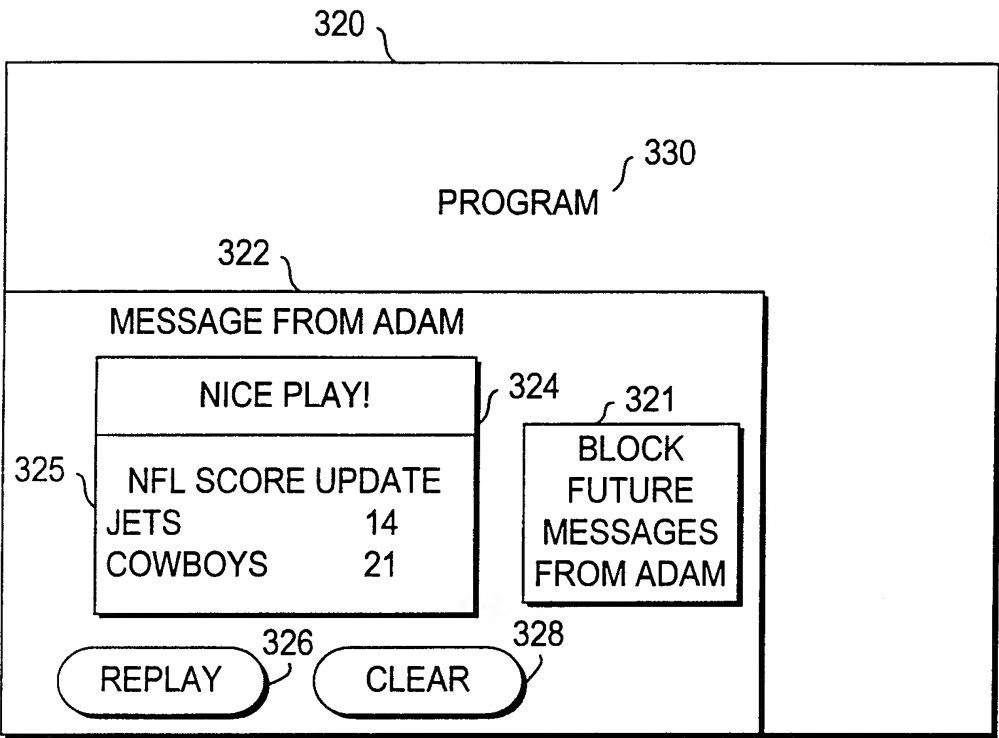 320
330
PROGRAM
322
MESSAGE FROM ADAM
NICE PLAY!
324
321
325
NFL SCORE UPDATE
JETS 14
COWBOYS 21
BLOCK
FUTURE
MESSAGES
FROM ADAM
326
328
REPLAY
CLEAR